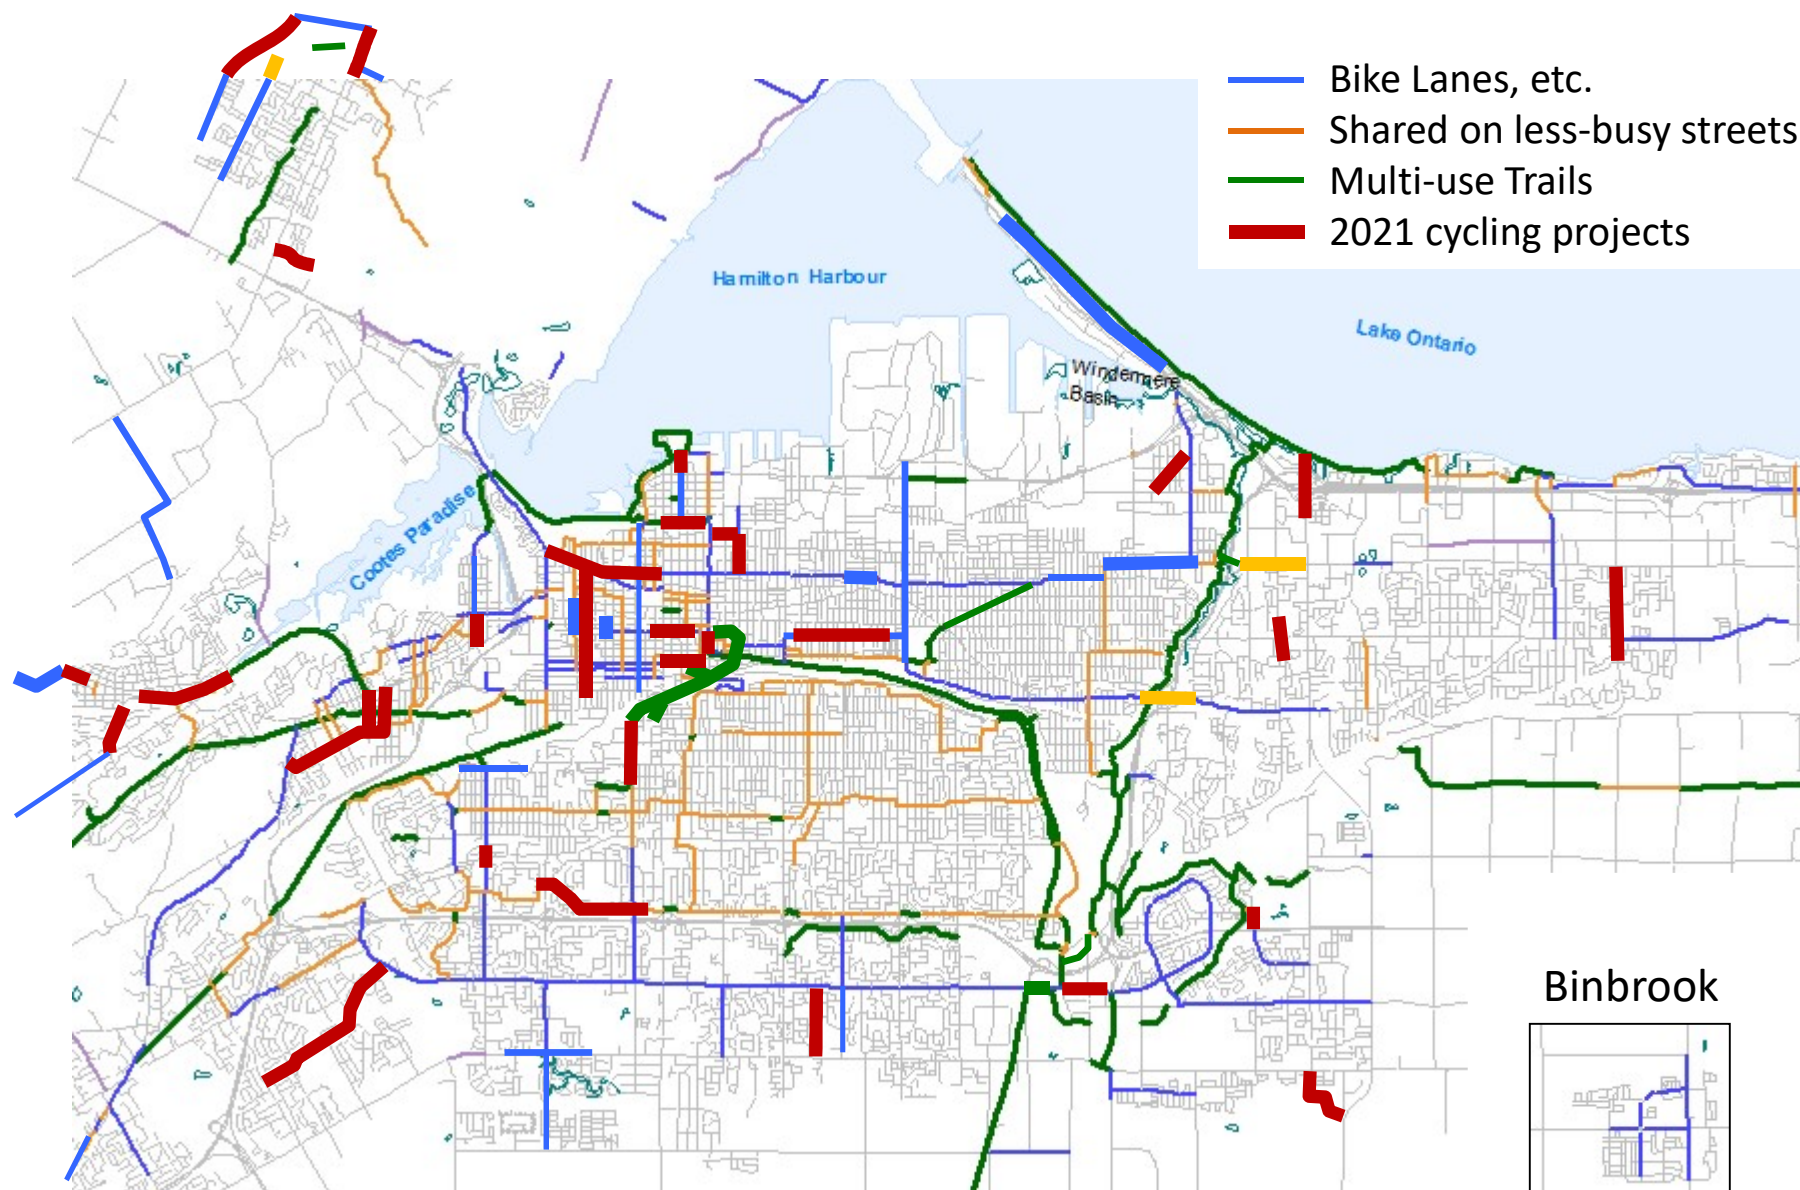 Bike Lanes, etc.
Shared on less-busy streets
Multi-use Trails
2021 cycling projects
Hamilton Harbour
Lake Ontario
Windermere
Basin
Cootes Paradise
Binbrook